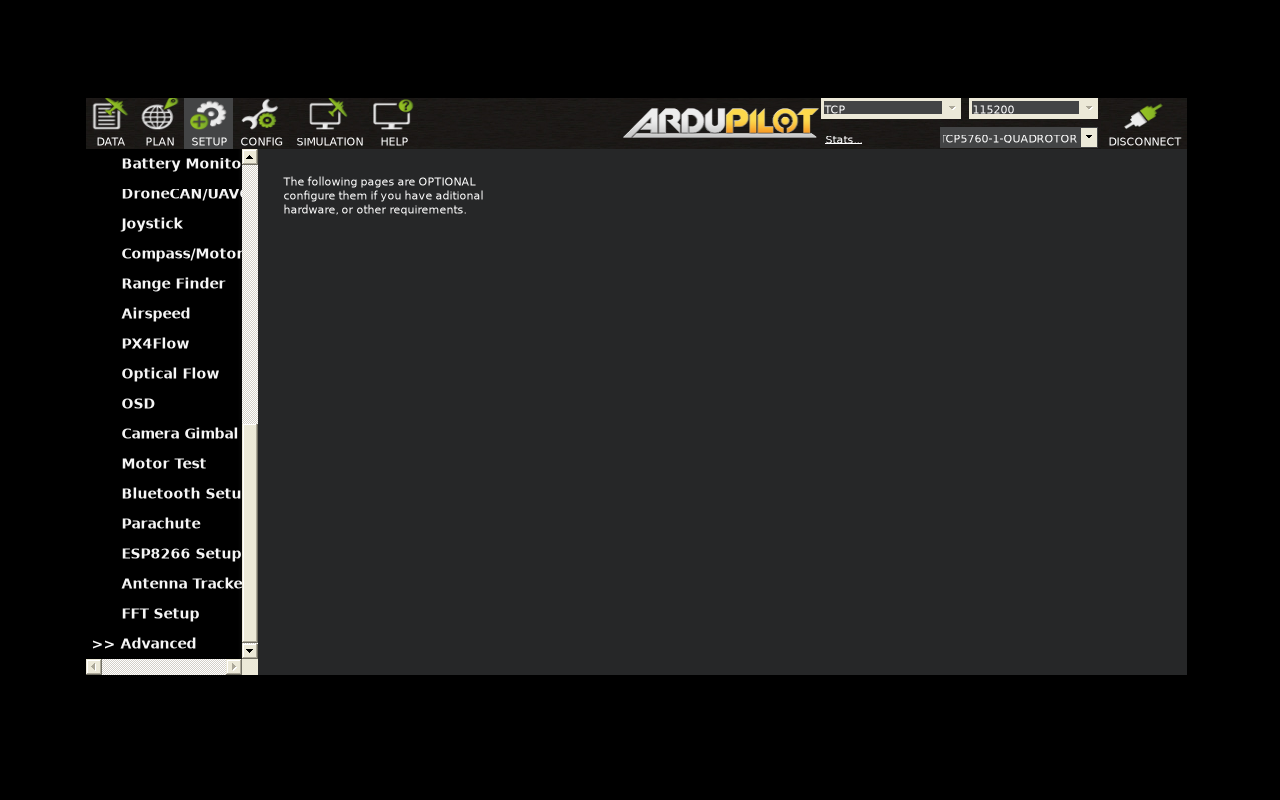 DATA
PLAN
SETUP
CONFIG
SIMULATION
HELP
ARDUPILOT
TCP
115200
Stats...
TCP5760-1-QUADROTOR
DISCONNECT
Battery Monito
DroneCAN/UAV
Joystick
Compass/Motor
Range Finder
Airspeed
PX4Flow
Optical Flow
OSD
Camera Gimbal
Motor Test
Bluetooth Setu
Parachute
ESP8266 Setup
Antenna Tracke
FFT Setup
>> Advanced
The following pages are OPTIONAL
configure them if you have aditional
hardware, or other requirements.